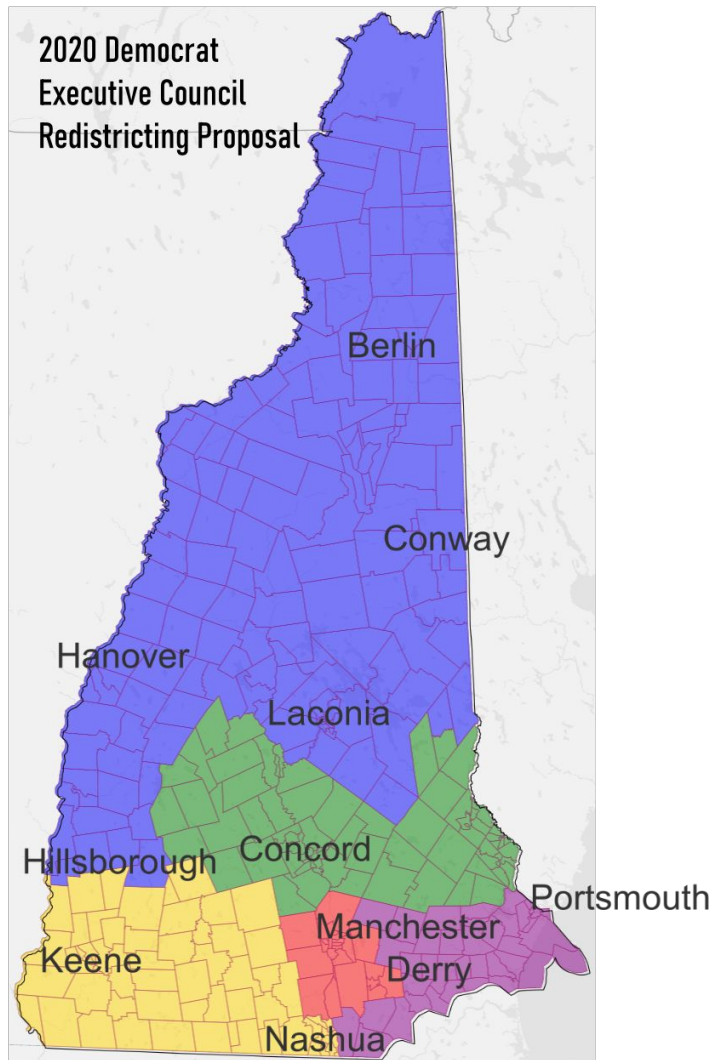 2020 Democrat
Executive Council
Redistricting Proposal
Berlin
Conway
Hanover
Laconia
Hillsborough
Concord
Portsmouth
Manchester
Keene
Derry
Nashua